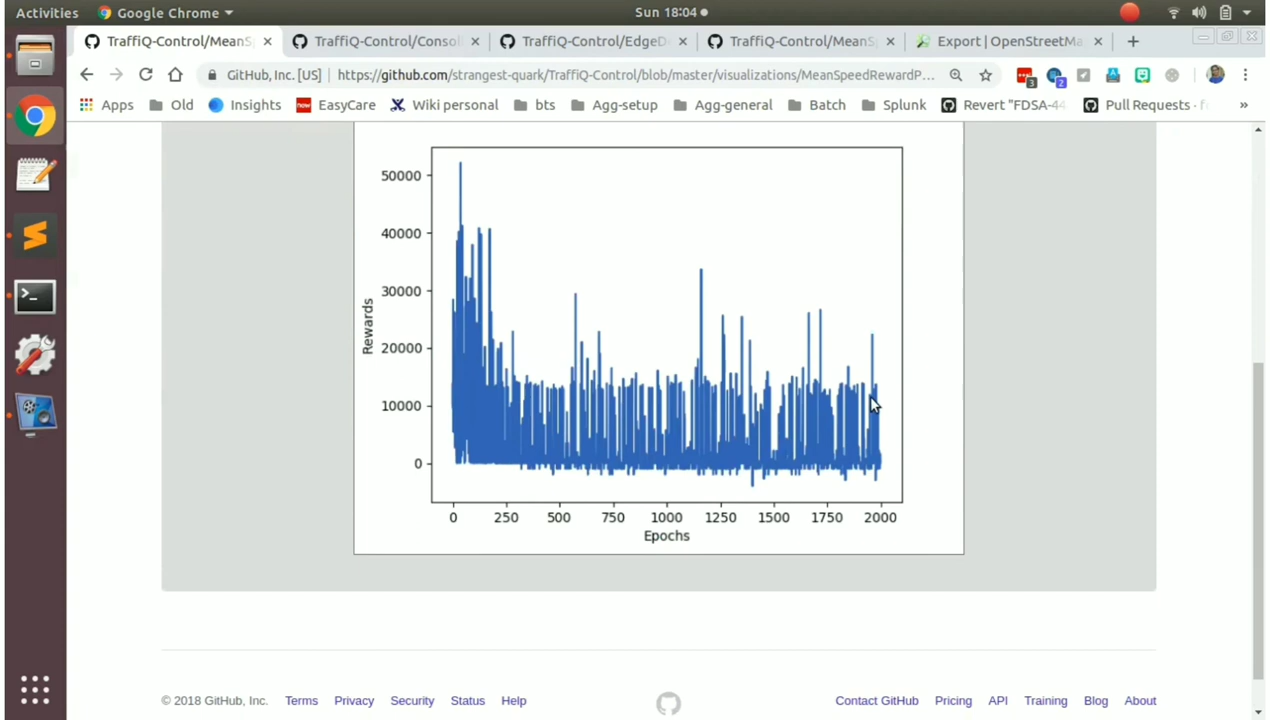 Activities Google Chrome Sun 18:04
TraffiQ-Control/MeanS TraffiQ-Control/Consol TraffiQ-Control/EdgeD TraffiQ-Control/MeanS Export | OpenStreetMa
GitHub, Inc. [US] https://github.com/strangest-quark/TraffiQ-Control/blob/master/visualizations/MeanSpeedRewardP... 3 2
Apps Old Insights now EasyCare Wiki personal bts Agg-setup Agg-general Batch Splunk Revert "FDSA-44 Pull Requests · f »
50000
40000
30000
20000
10000
0
Rewards
0 250 500 750 1000 1250 1500 1750 2000
Epochs
© 2018 GitHub, Inc. Terms Privacy Security Status Help Contact GitHub Pricing API Training Blog About